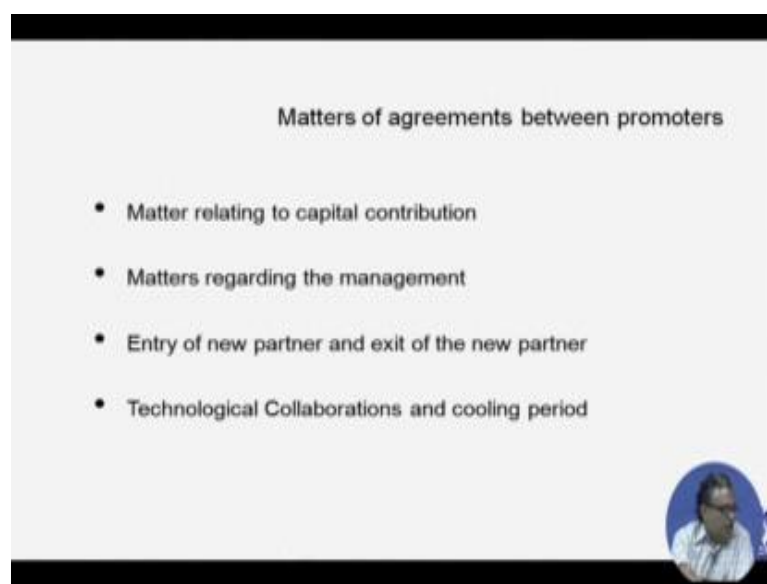 Matters of agreements between promoters
• Matter relating to capital contribution
• Matters regarding the management
• Entry of new partner and exit of the new partner
• Technological Collaborations and cooling period